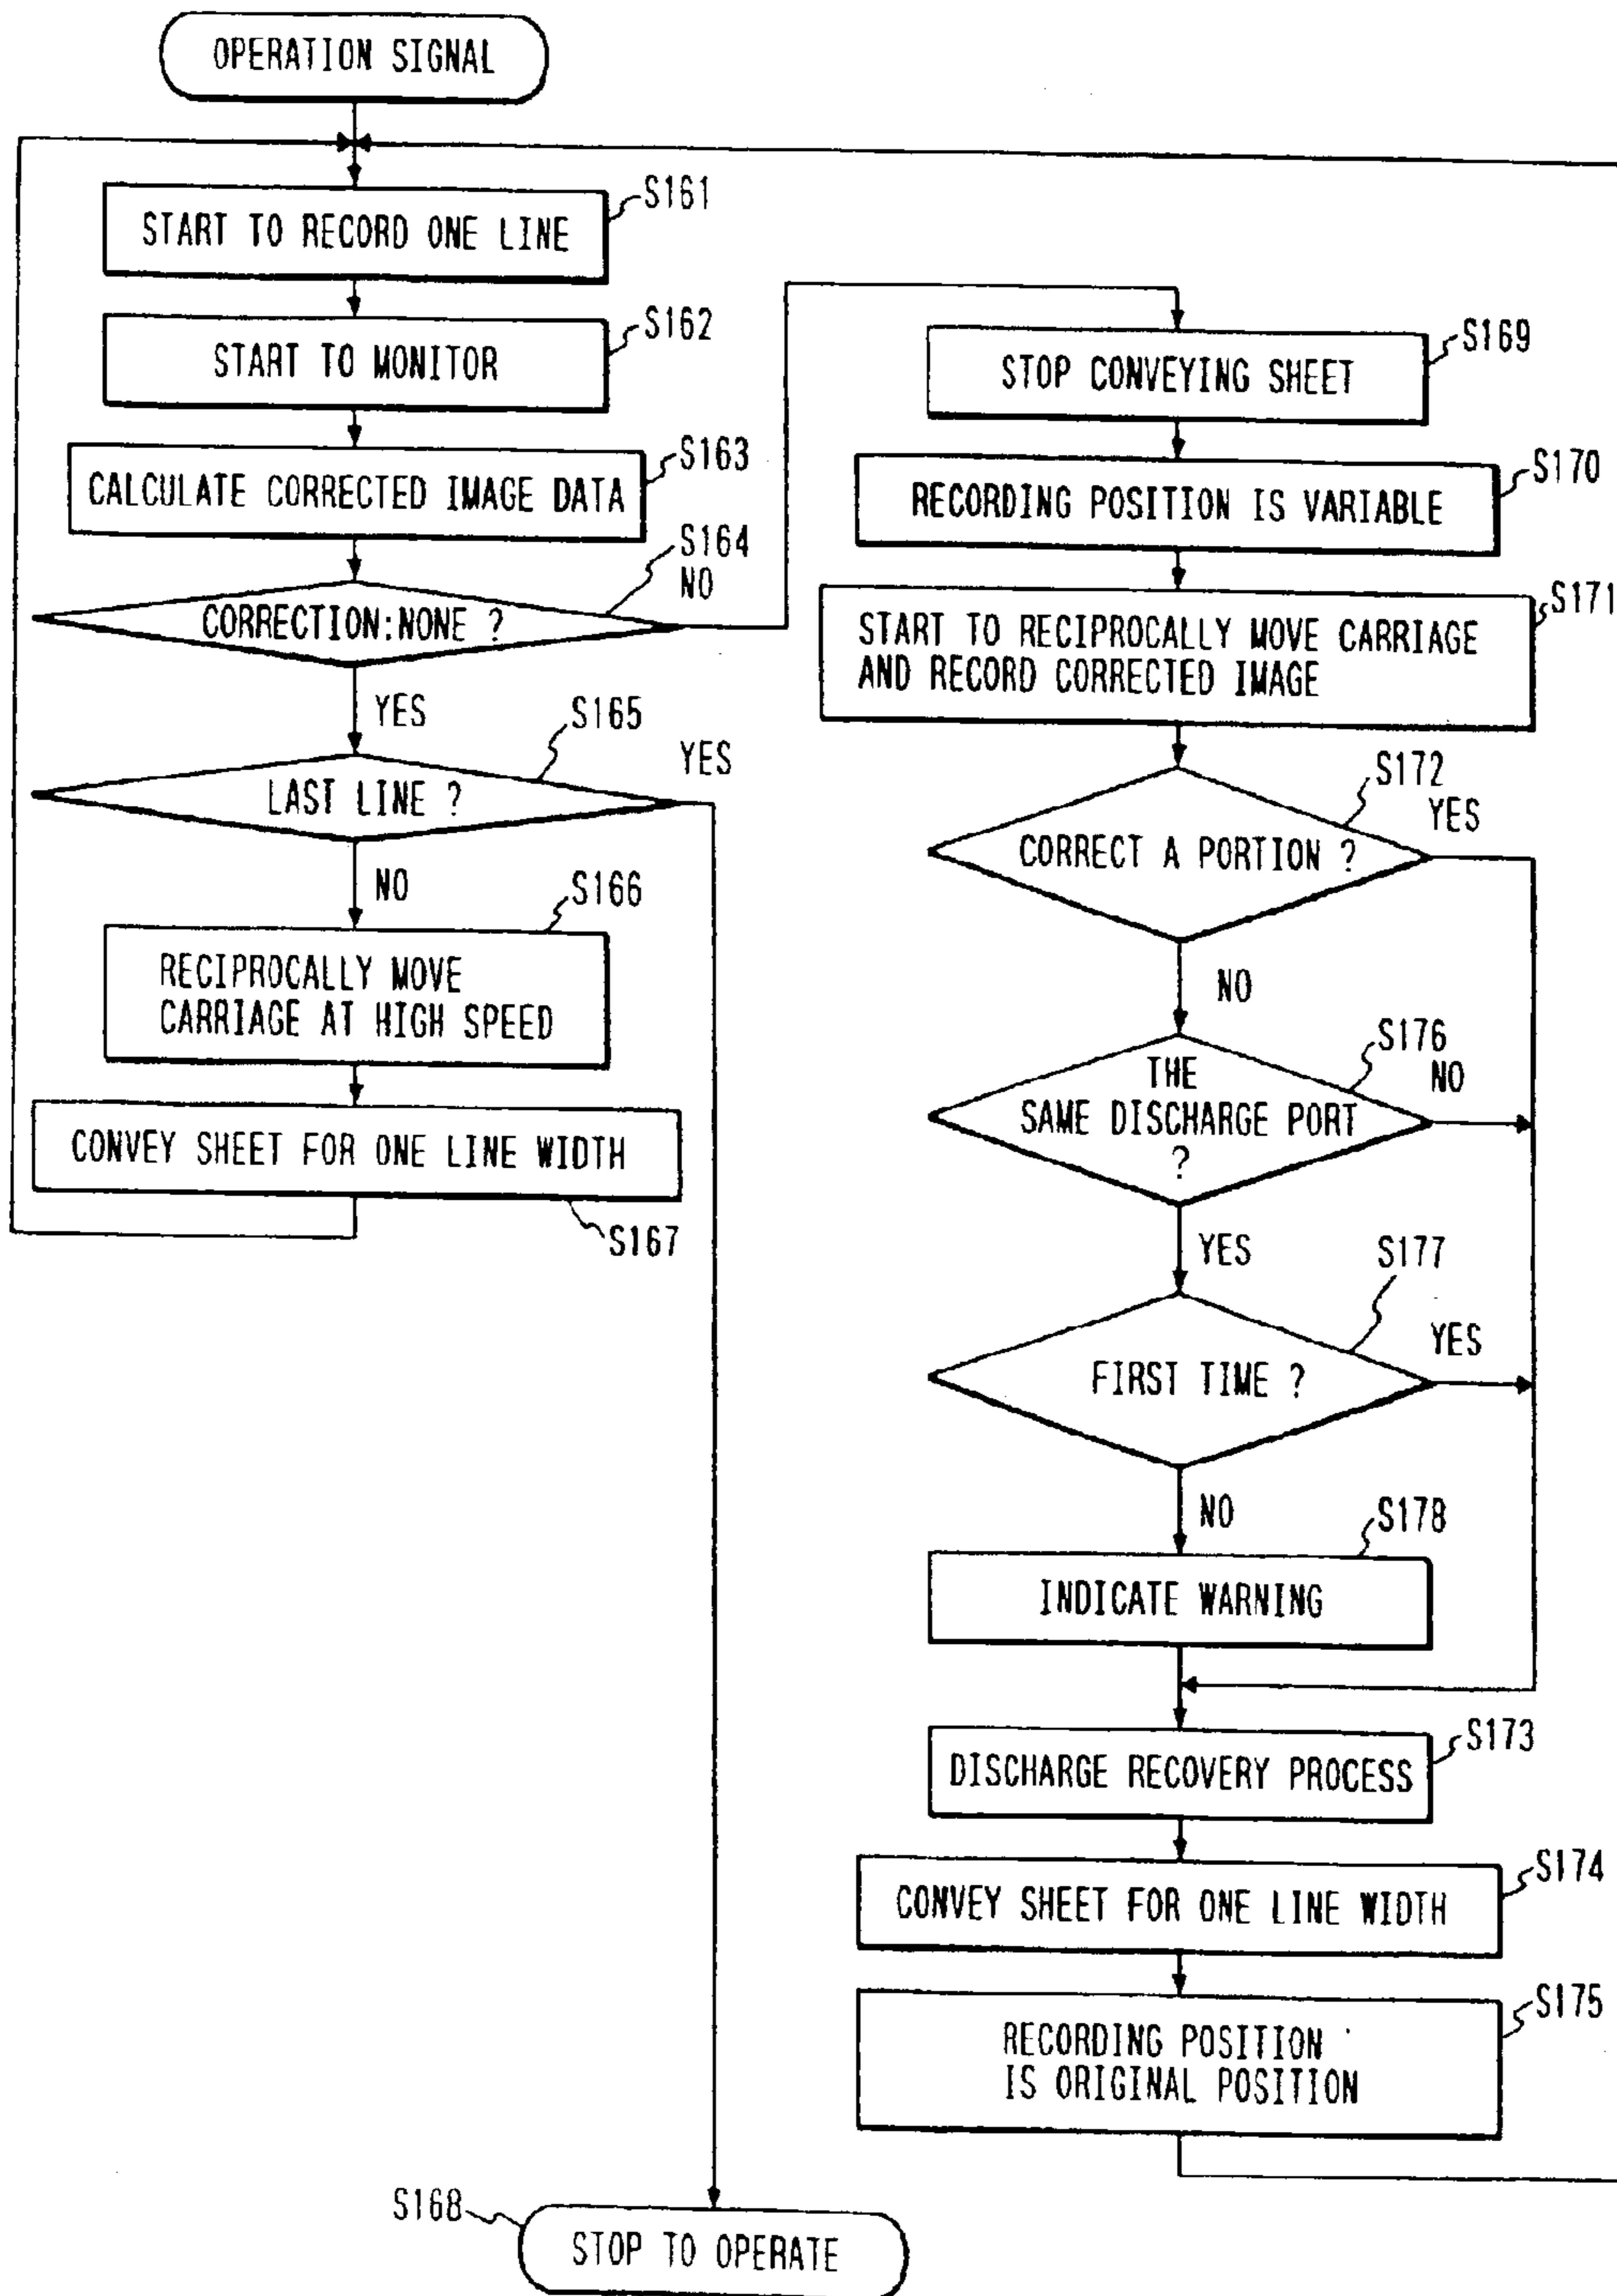 OPERATION SIGNAL
S161
START TO RECORD ONE LINE
S162
START TO MONITOR
S163
CALCULATE CORRECTED IMAGE DATA
S164
NO
CORRECTION:NONE ?
YES
S165
YES
LAST LINE ?
NO
S166
RECIPROCALLY MOVE
CARRIAGE AT HIGH SPEED
CONVEY SHEET FOR ONE LINE WIDTH
S167
S169
STOP CONVEYING SHEET
S170
RECORDING POSITION IS VARIABLE
S171
START TO RECIPROCALLY MOVE CARRIAGE
AND RECORD CORRECTED IMAGE
S172
YES
CORRECT A PORTION ?
NO
S176
NO
THE
SAME DISCHARGE PORT
?
YES
S177
YES
FIRST TIME ?
NO
S178
INDICATE WARNING
S173
DISCHARGE RECOVERY PROCESS
S174
CONVEY SHEET FOR ONE LINE WIDTH
S175
RECORDING POSITION
IS ORIGINAL POSITION
S168
STOP TO OPERATE